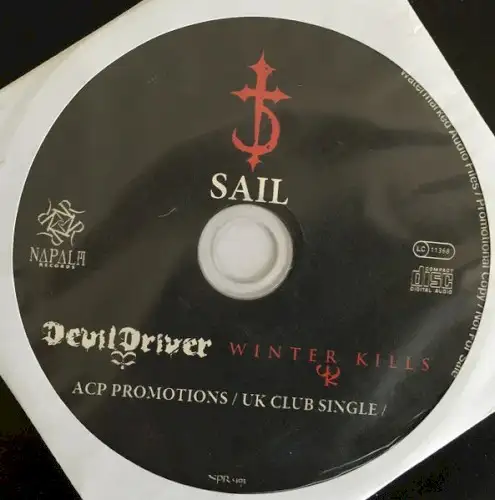 SAIL
NAPALM
RECORDS
LC 11368
COMPACT
disc
DIGITAL AUDIO
Watermarked Audio Files / Promotional Copy / Not For Sale
DevilDriver WINTER KILLS
ACP PROMOTIONS / UK CLUB SINGLE /